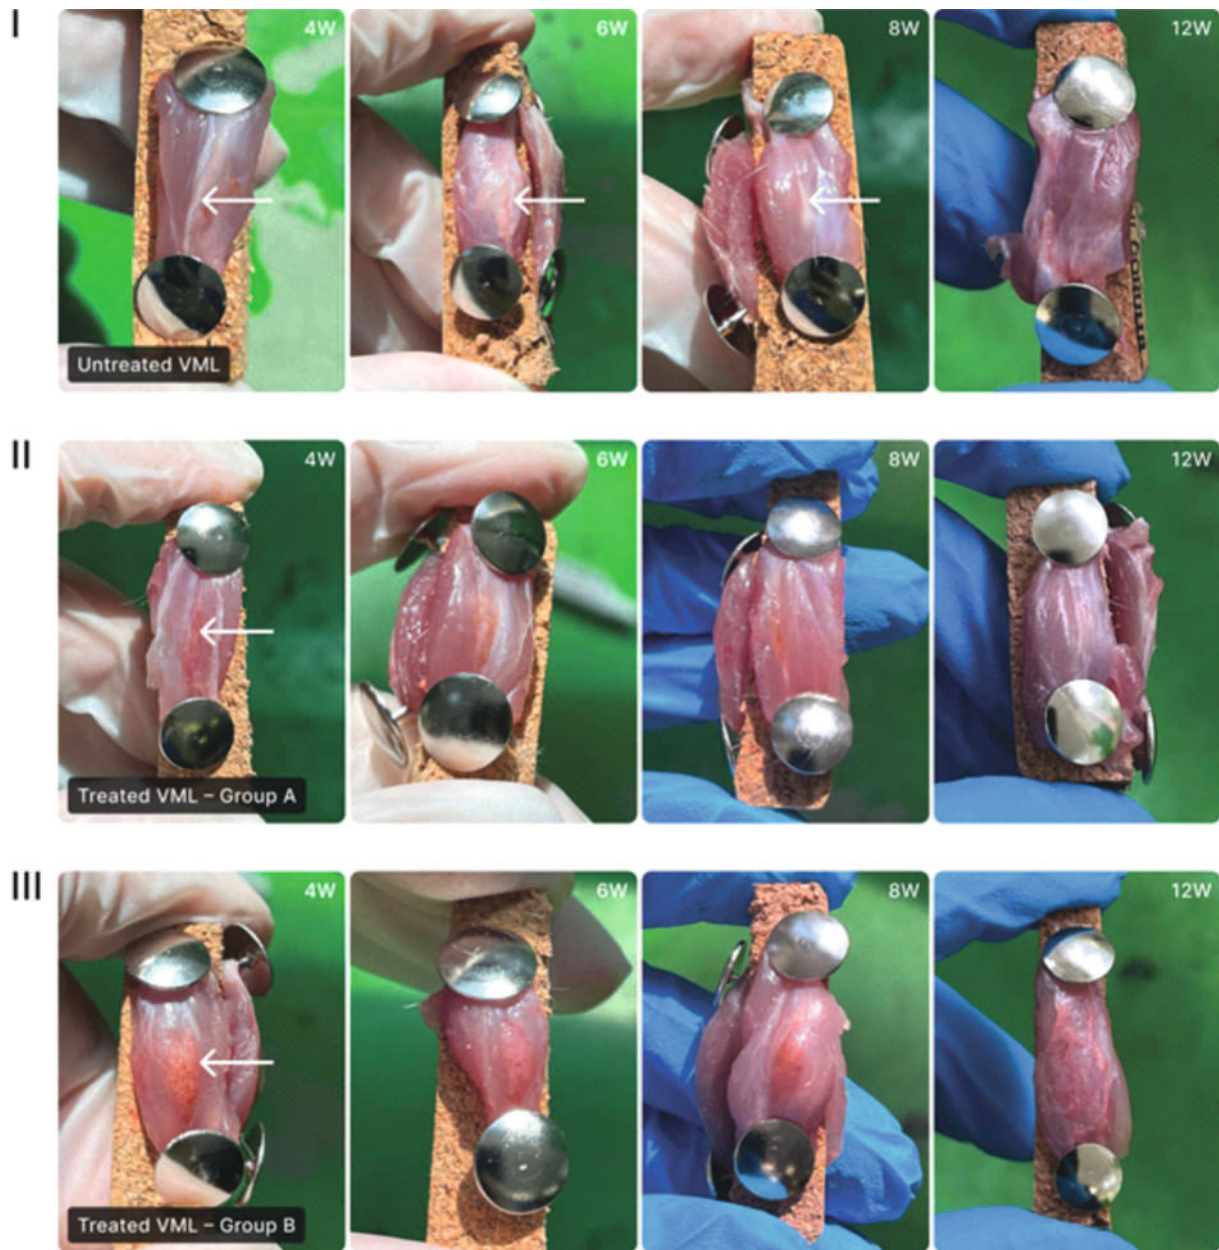 I
4W
6W
8W
12W
Untreated VML
II
4W
6W
8W
12W
Treated VML – Group A
III
4W
6W
8W
12W
Treated VML – Group B